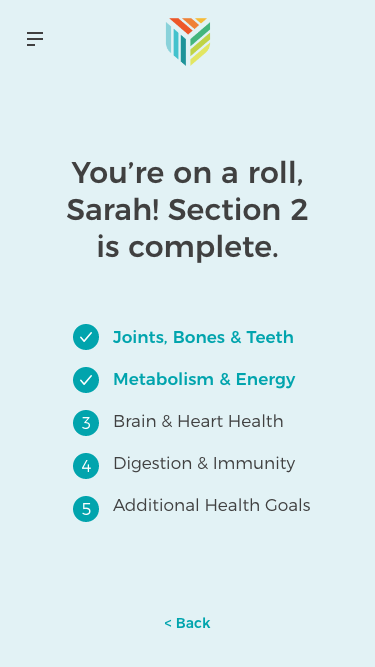 You’re on a roll,
Sarah! Section 2
is complete.
Joints, Bones & Teeth
Metabolism & Energy
3 Brain & Heart Health
4 Digestion & Immunity
5 Additional Health Goals
< Back